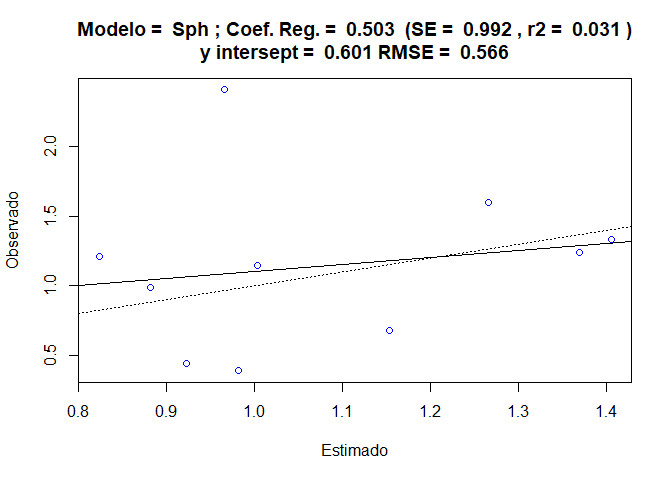 Modelo = Sph ; Coef. Reg. = 0.503 (SE = 0.992 , r2 = 0.031 )
y intersept = 0.601 RMSE = 0.566
Observado
2.0
1.5
1.0
0.5
0.8 0.9 1.0 1.1 1.2 1.3 1.4
Estimado